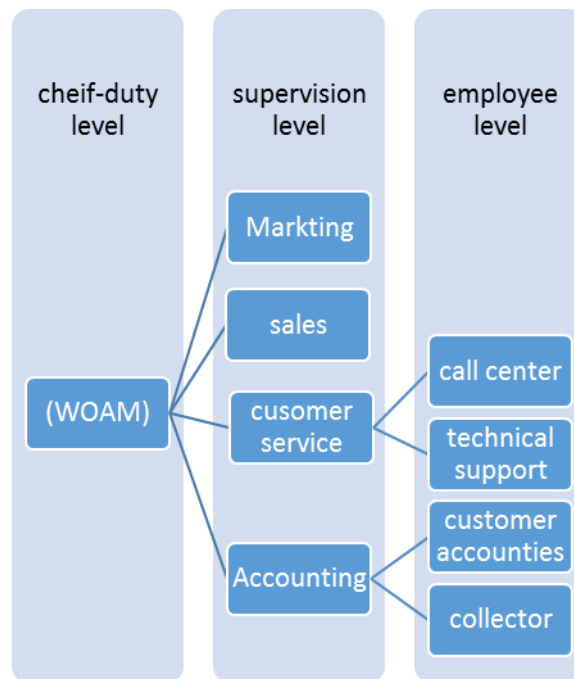 cheif-duty
level
supervision
level
employee
level
Markting
sales
(WOAM)
cusomer
service
Accounting
call center
technical
support
customer
accounties
collector